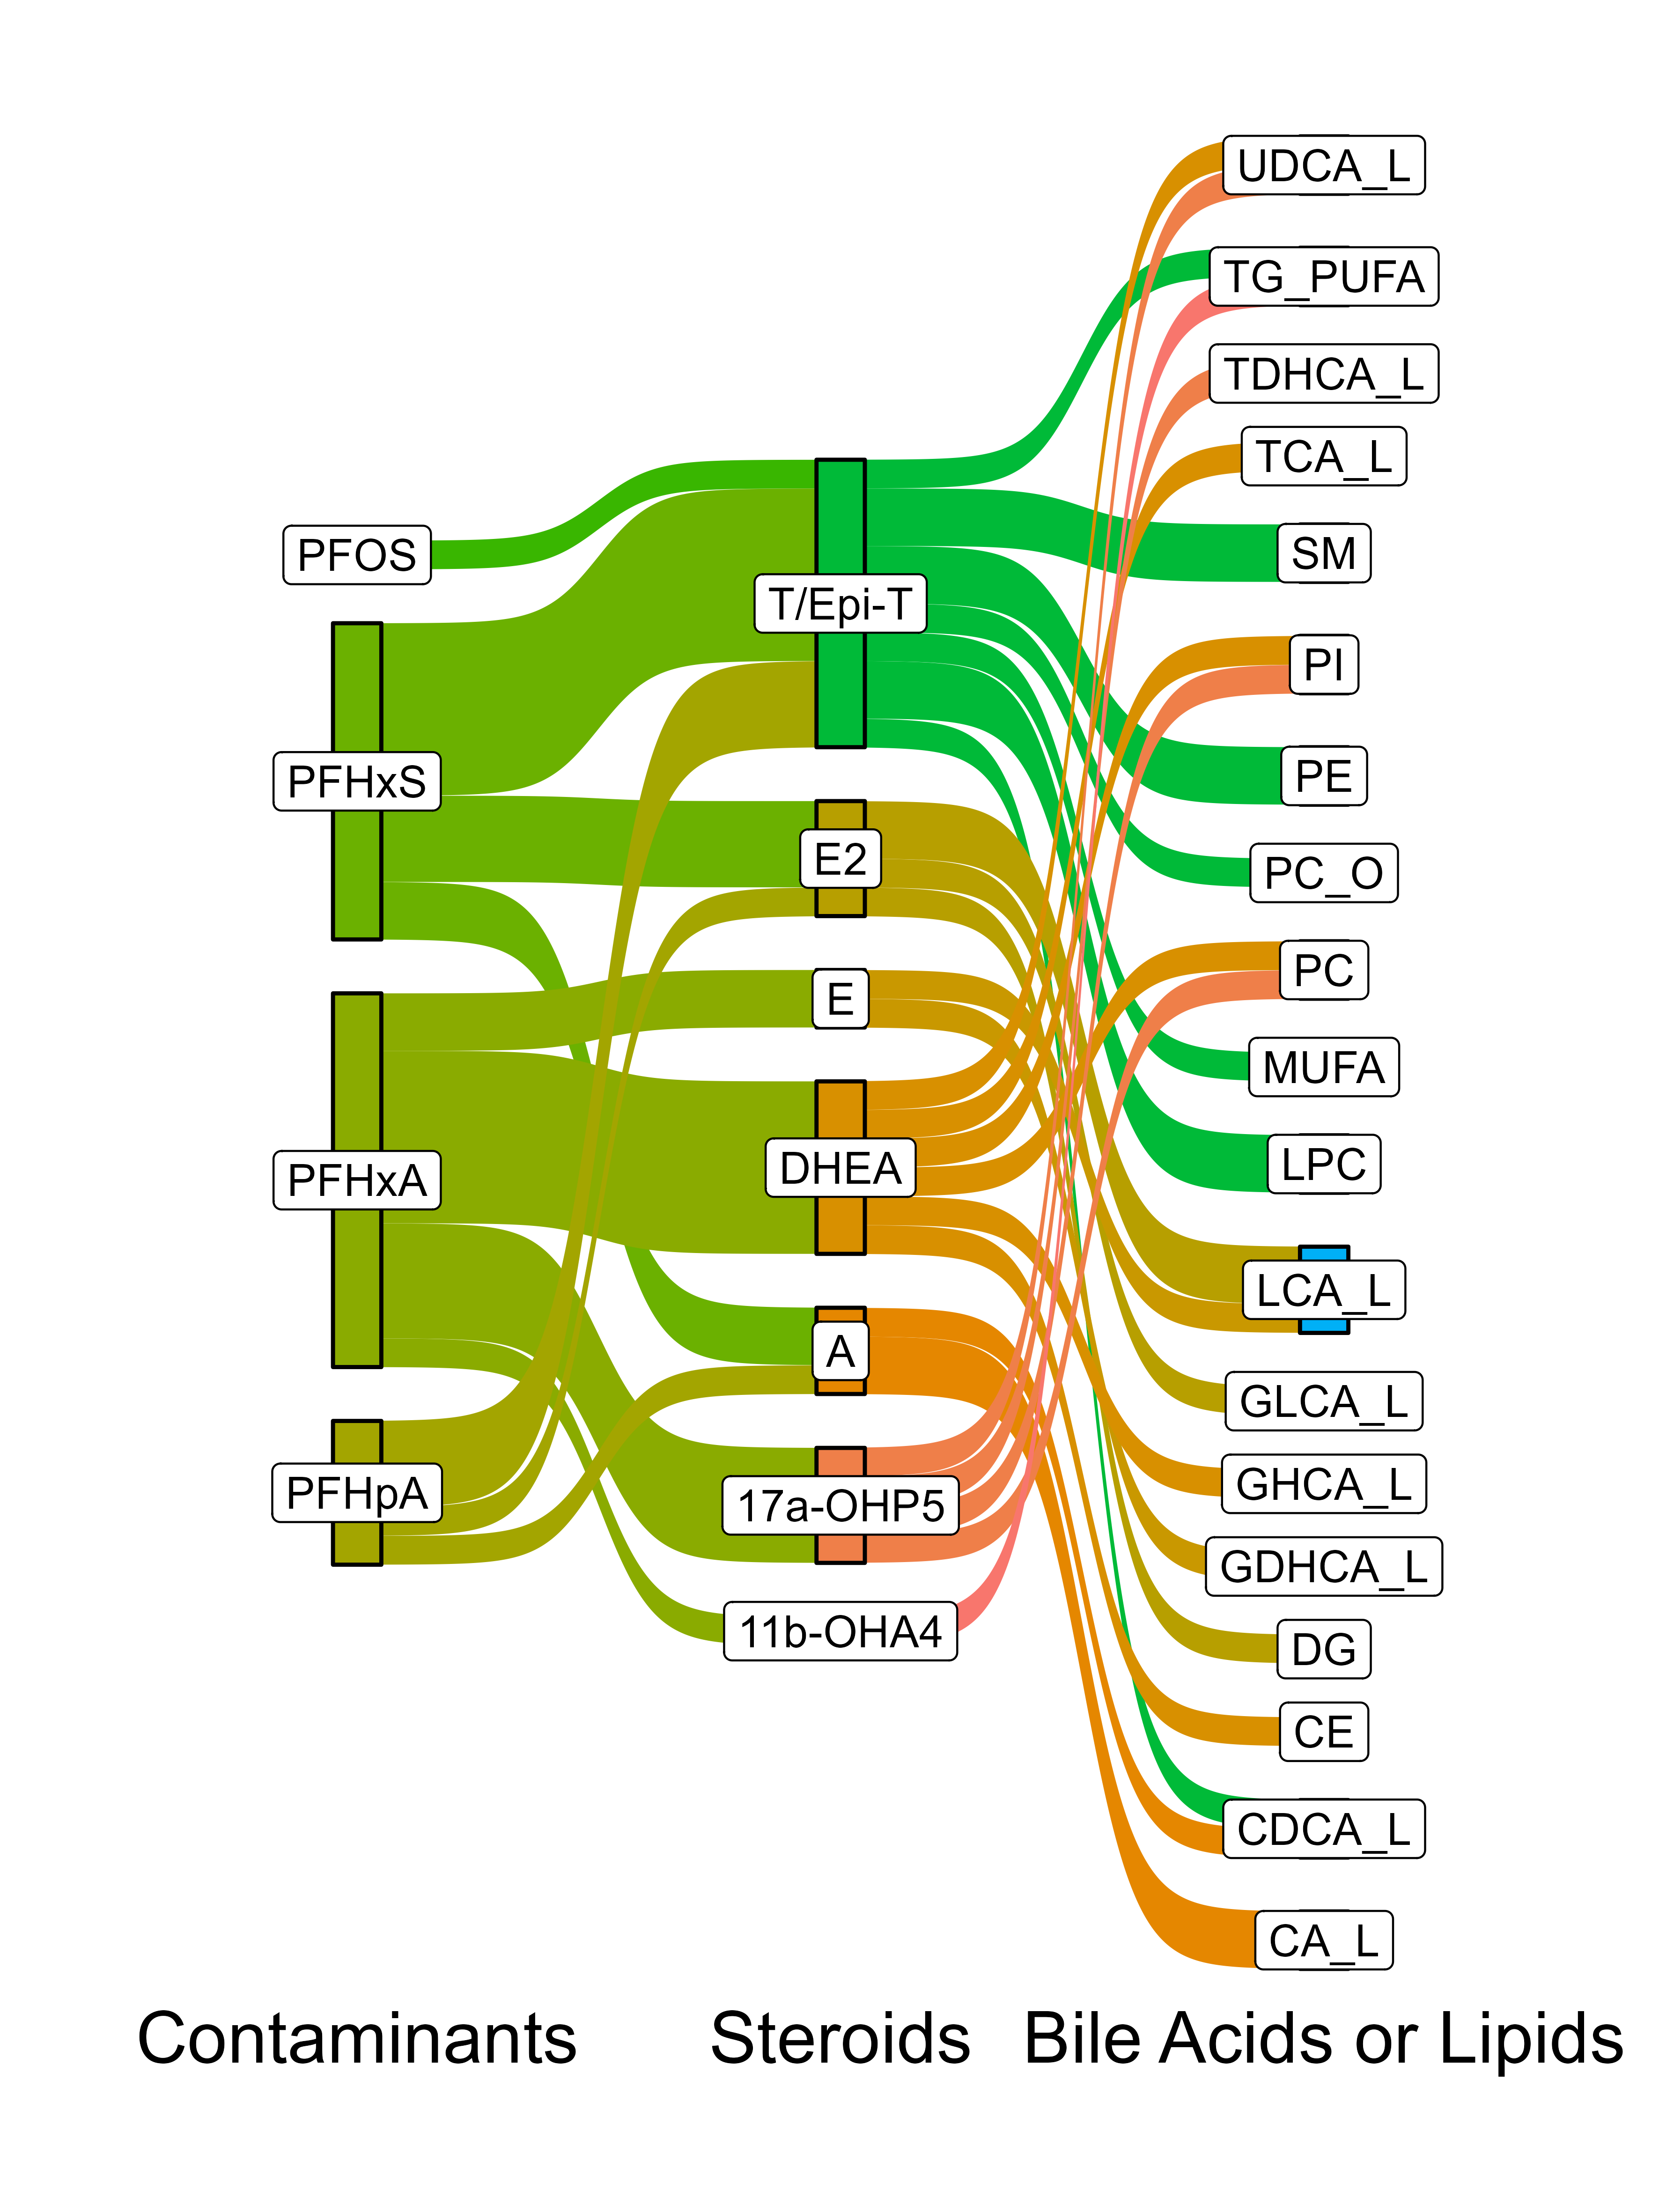 PFOS
PFHxS
PFHxA
PFHpA
T/Epi-T
E2
E
DHEA
A
17a-OHP5
11b-OHA4
UDCA_L
TG_PUFA
TDHCA_L
TCA_L
SM
PI
PE
PC_O
PC
MUFA
LPC
LCA_L
GLCA_L
GHCA_L
GDHCA_L
DG
CE
CDCA_L
CA_L
Contaminants
Steroids
Bile Acids or Lipids